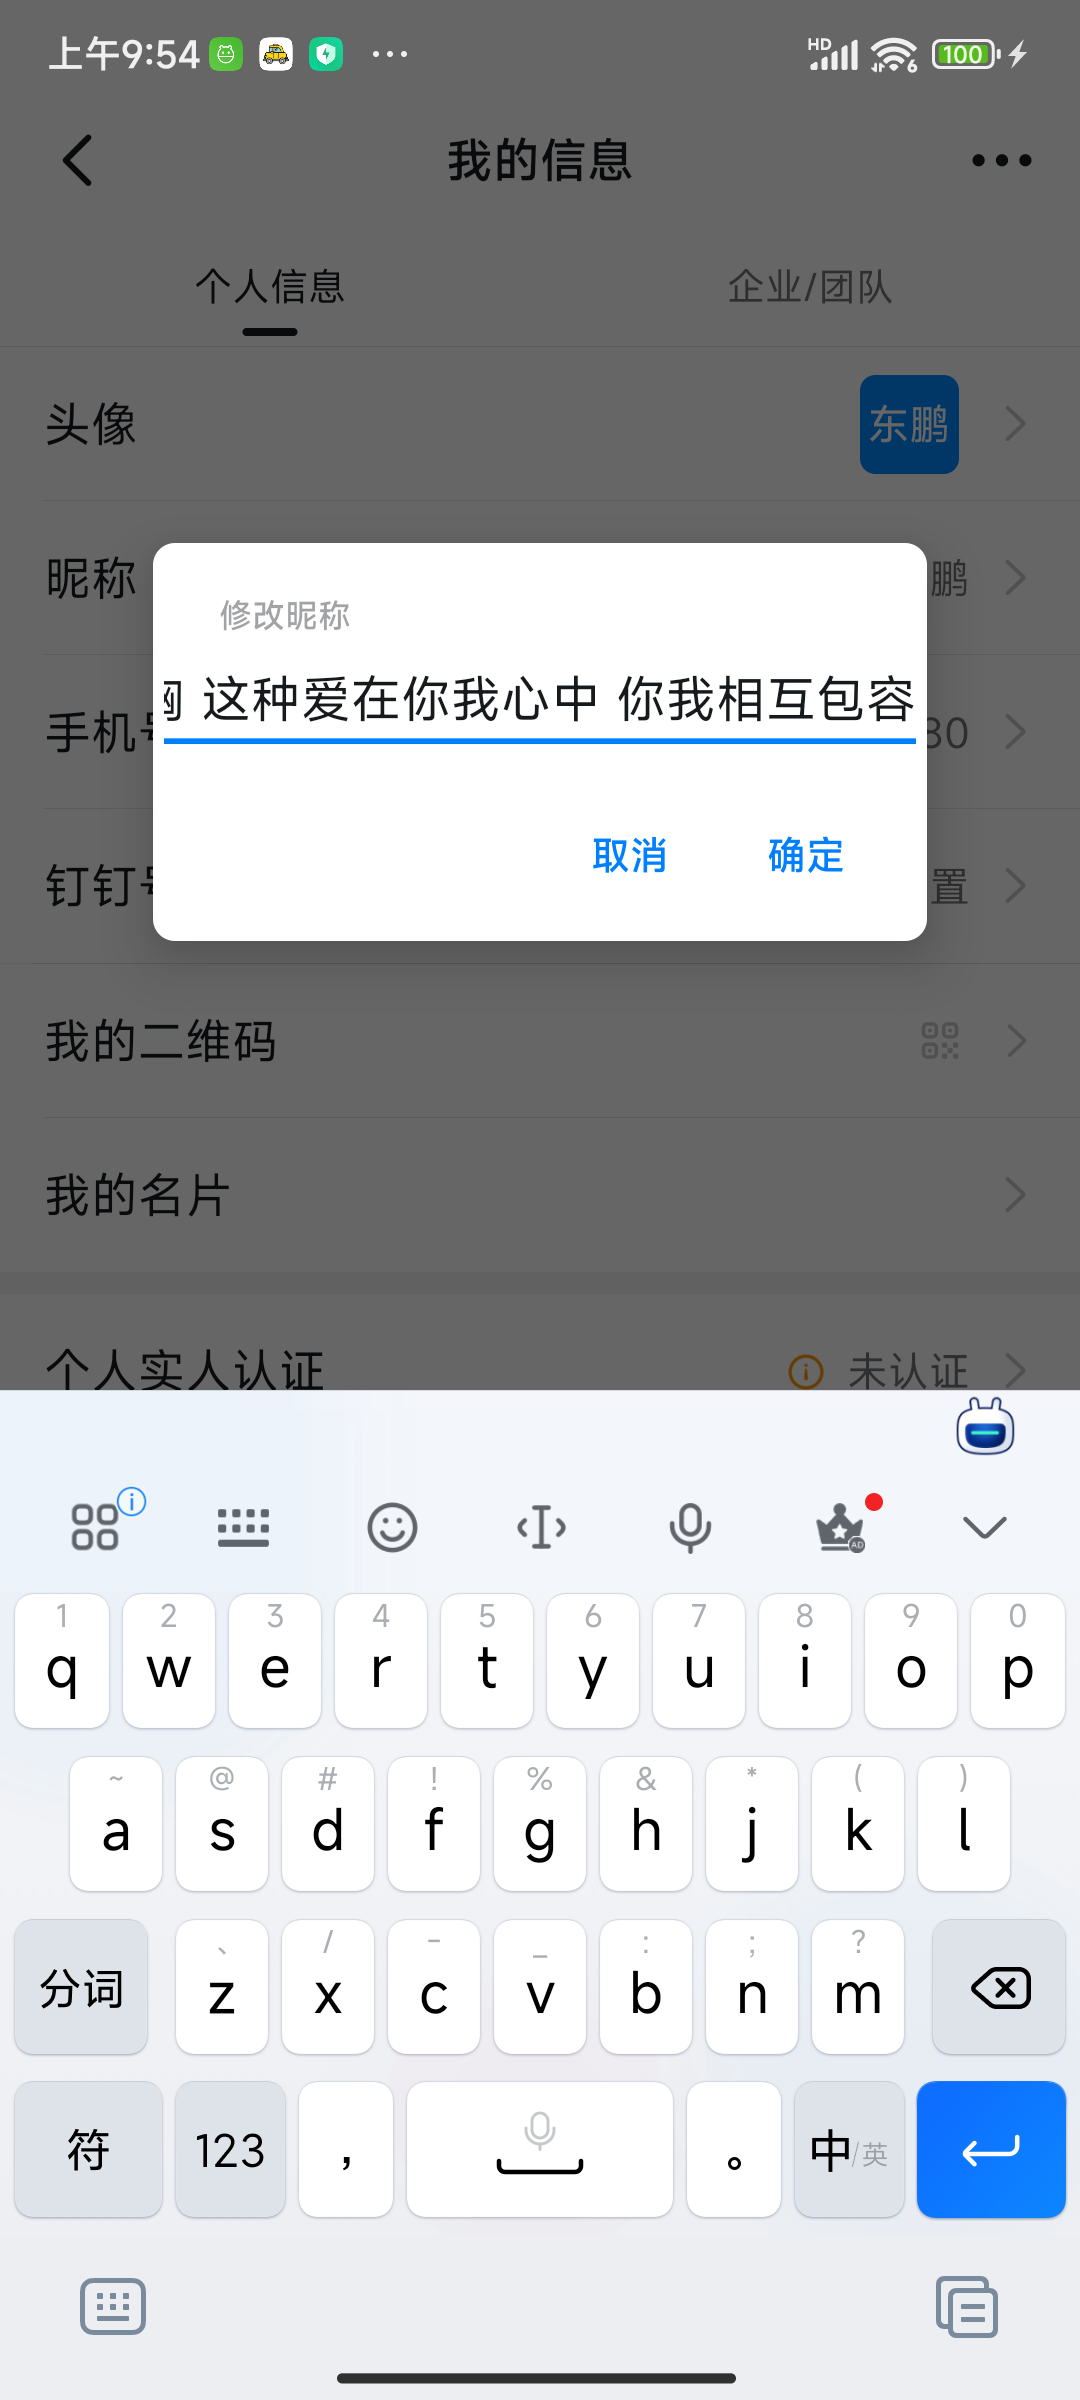 上午9:54
HD
6
100
我的信息
个人信息
企业/团队
头像
东鹏
昵称
鹏
修改昵称
这种爱在你我心中 你我相互包容
手机
80
取消
确定
钉钉
置
我的二维码
我的名片
个人实人认证
未认证
AD
1 2 3 4 5 6 7 8 9 0
q w e r t y u i o p
~ @ # ! % & * ( )
a s d f g h j k l
、 / - _ : ; ?
分词 z x c v b n m
符 123 ， 。 中/英